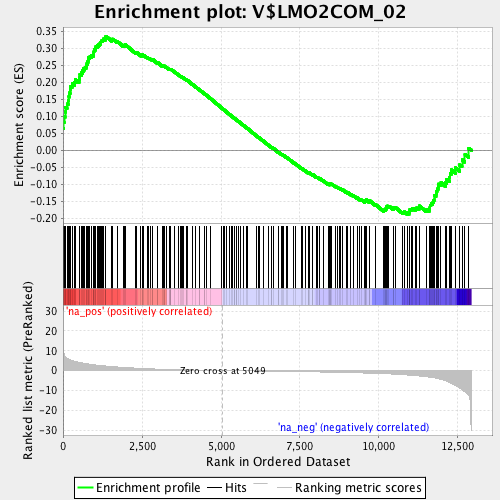 Enrichment plot: V$LMO2COM_02
Enrichment score (ES)
0.35
0.30
0.25
0.20
0.15
0.10
0.05
0.00
-0.05
-0.10
-0.15
-0.20
'na_pos' (positively correlated)
Ranked list metric (PreRanked)
30
20
10
0
-10
-20
-30
Zero cross at 5049
'na_neg' (negatively correlated)
0
2,500
5,000
7,500
10,000
12,500
Rank in Ordered Dataset
Enrichment profile
Hits
Ranking metric scores